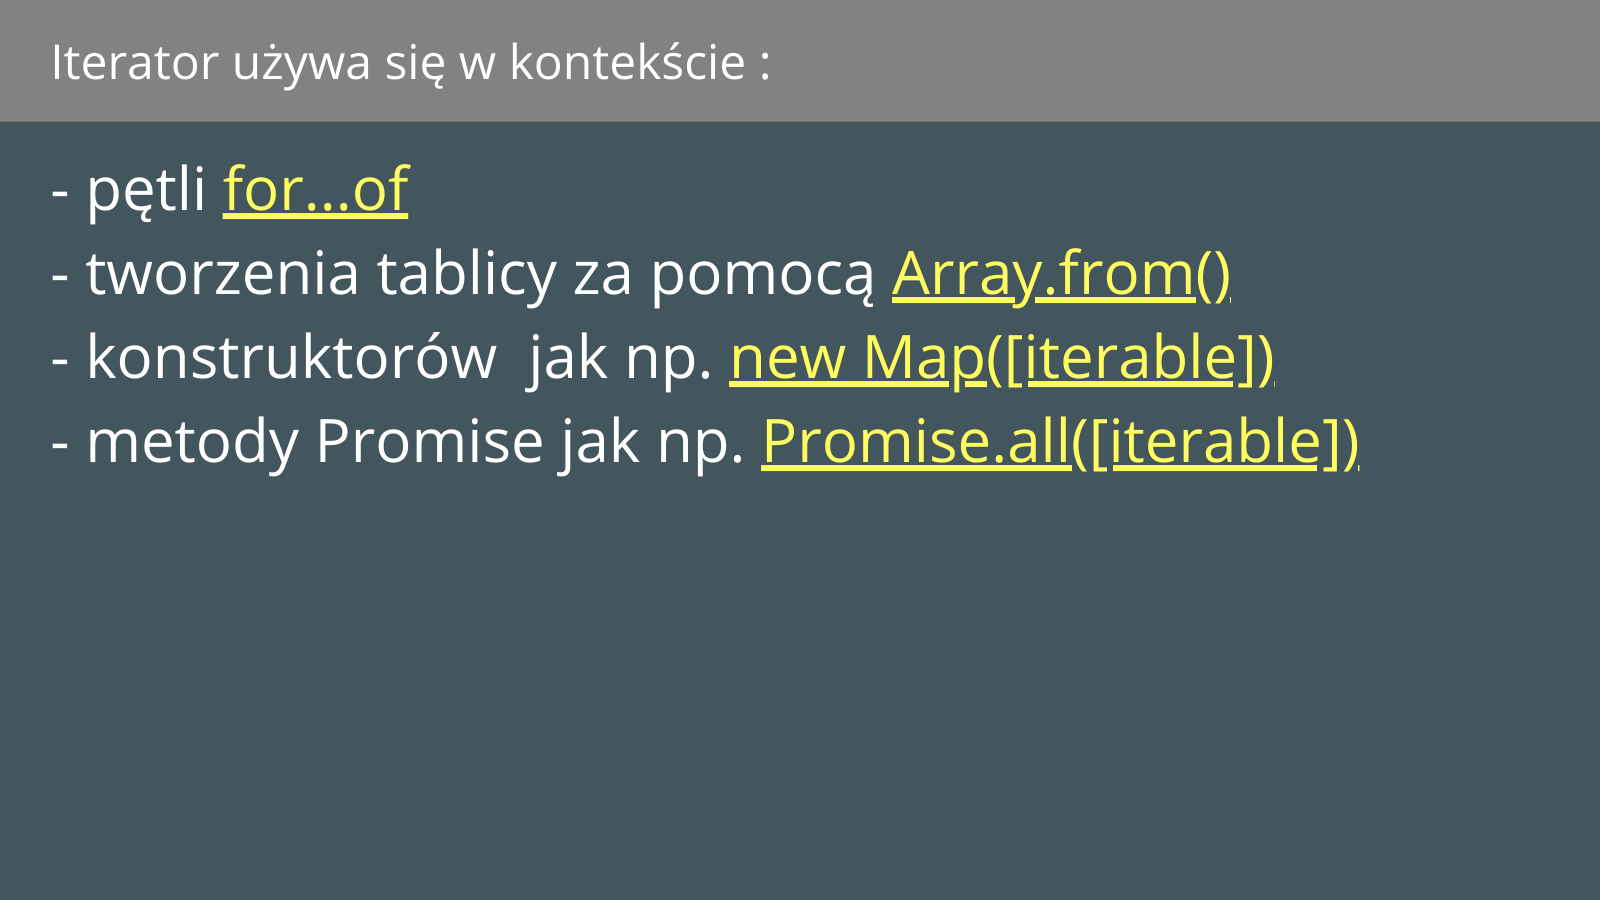 Iterator używa się w kontekście :
- pętli for...of
- tworzenia tablicy za pomocą Array.from()
- konstruktorów  jak np. new Map([iterable])
- metody Promise jak np. Promise.all([iterable])